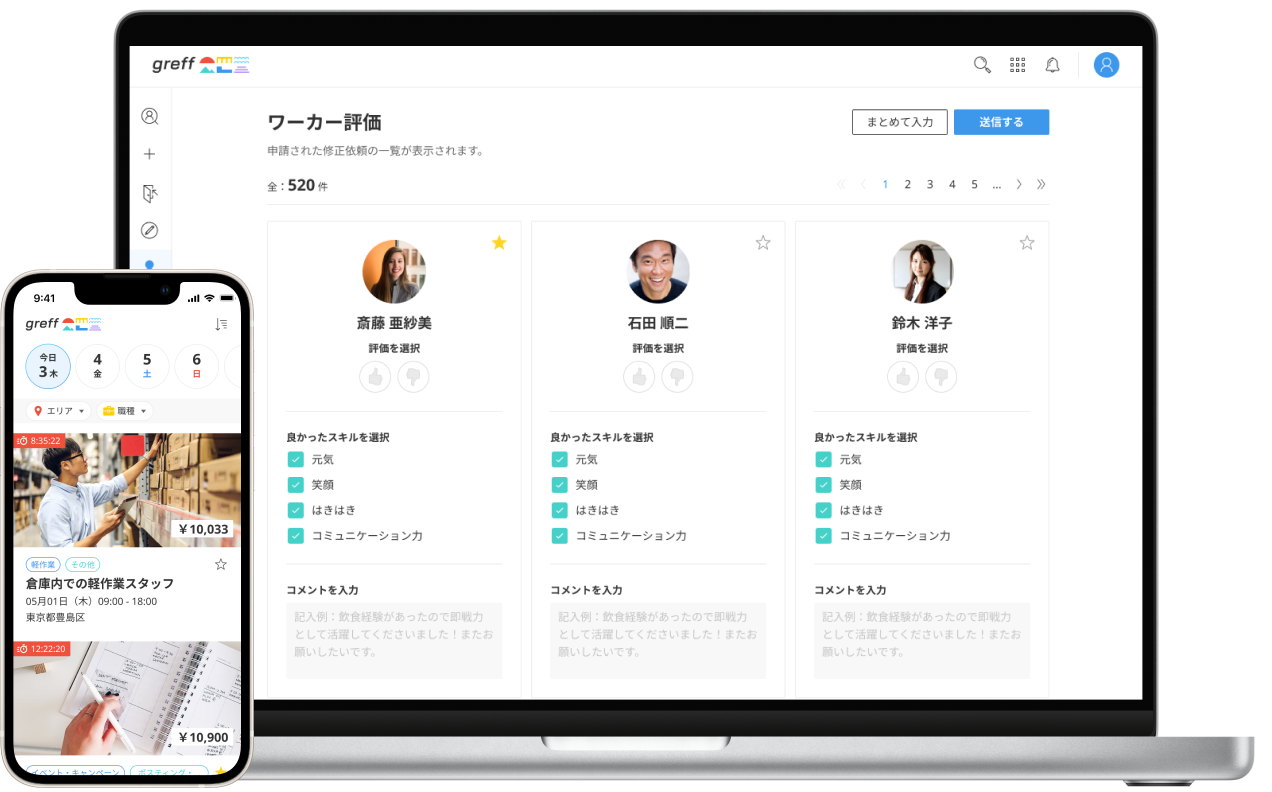 greff
ワーカー評価
まとめて入力
送信する
申請された修正依頼の一覧が表示されます。
全：520 件
1 2 3 4 5 ...
斎藤 亜紗美
評価を選択
良かったスキルを選択
元気
笑顔
はきはき
コミュニケーション力
コメントを入力
記入例：飲食経験があったので即戦力
として活躍してくださいました！またお
願いしたいです。
石田 順二
評価を選択
良かったスキルを選択
元気
笑顔
はきはき
コミュニケーション力
コメントを入力
記入例：飲食経験があったので即戦力
として活躍してくださいました！またお
願いしたいです。
鈴木 洋子
評価を選択
良かったスキルを選択
元気
笑顔
はきはき
コミュニケーション力
コメントを入力
記入例：飲食経験があったので即戦力
として活躍してくださいました！またお
願いしたいです。
9:41
greff
今日 4 5 6
3 木 金 土 日
エリア 職種
8:35:22
￥10,033
軽作業 その他
倉庫内での軽作業スタッフ
05月01日（木）09:00 - 18:00
東京都豊島区
12:22:20
￥10,900
イベント・キャンペーン ポスティング・